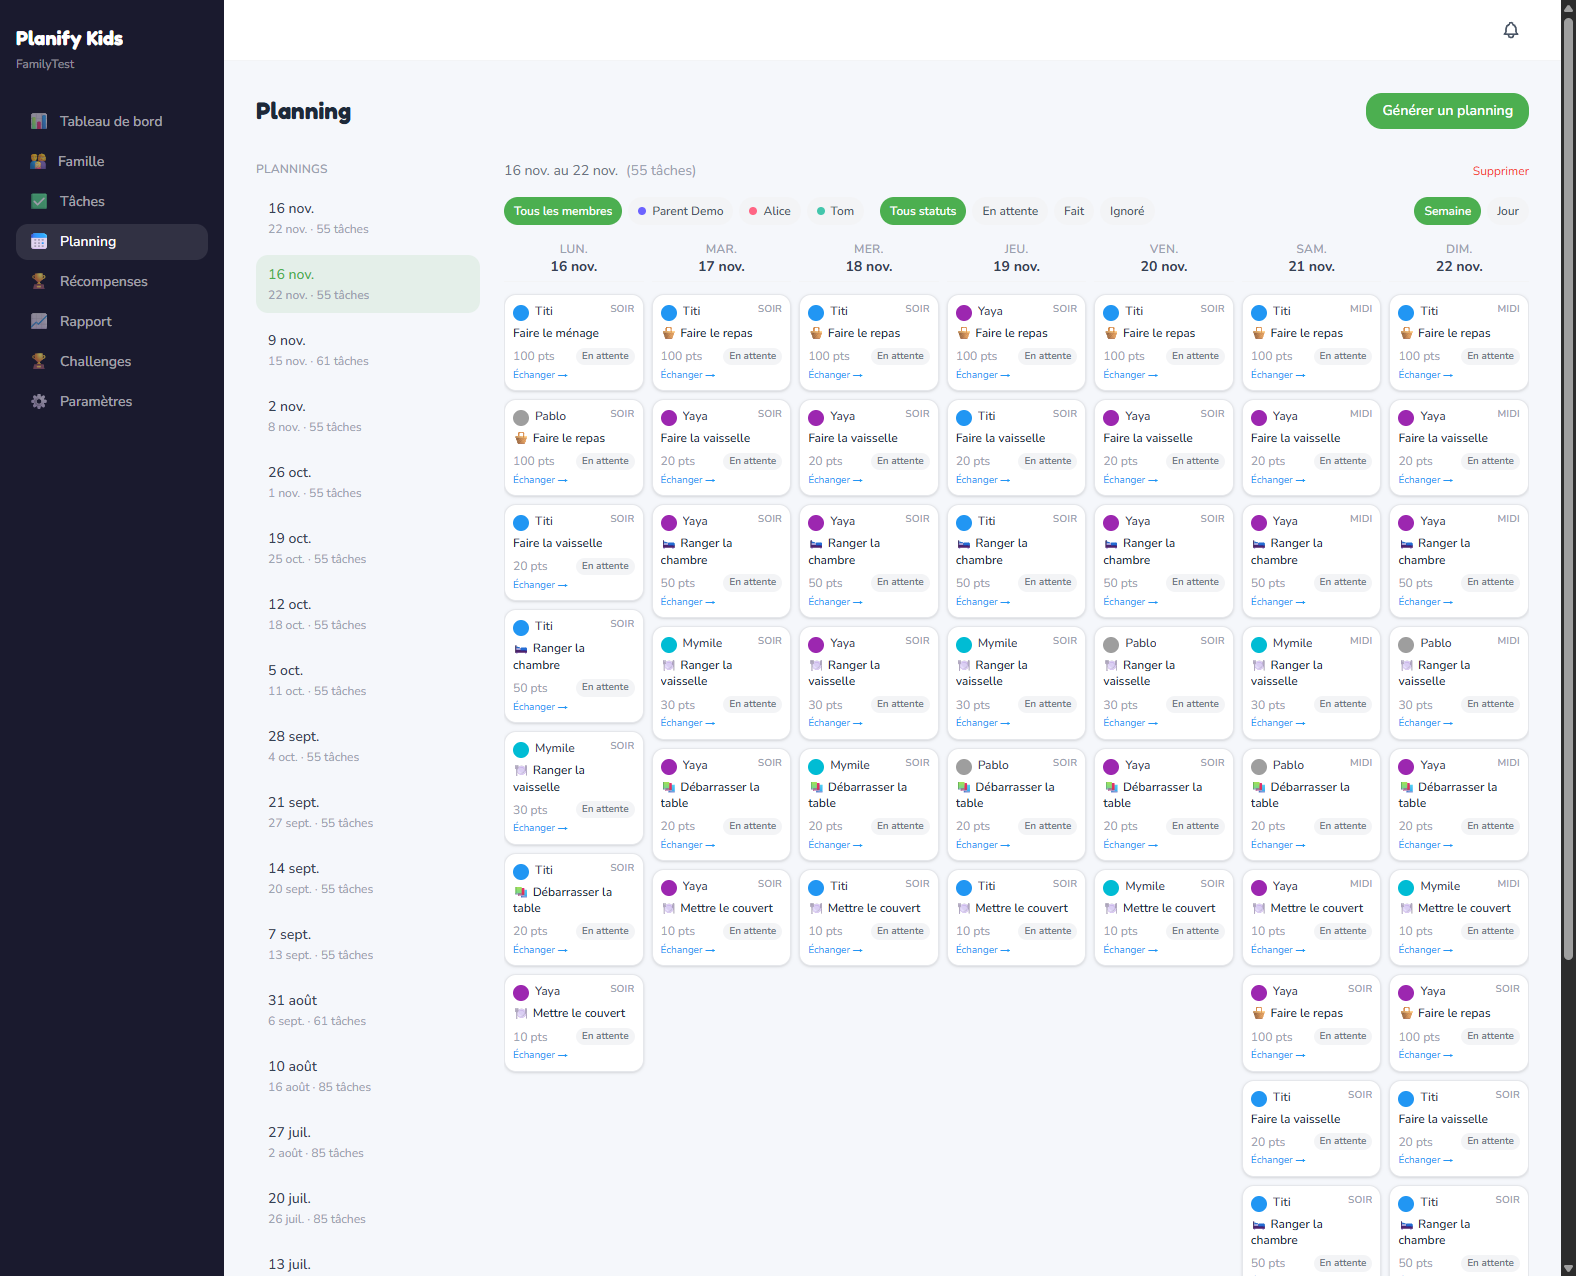 Planify Kids
FamilyTest
Tableau de bord
Famille
Tâches
Planning
Récompenses
Rapport
Challenges
Paramètres
Planning
Générer un planning
PLANNINGS
16 nov.
22 nov. · 55 tâches
16 nov.
22 nov. · 55 tâches
9 nov.
15 nov. · 61 tâches
2 nov.
8 nov. · 55 tâches
26 oct.
1 nov. · 55 tâches
19 oct.
25 oct. · 55 tâches
12 oct.
18 oct. · 55 tâches
5 oct.
11 oct. · 55 tâches
28 sept.
4 oct. · 55 tâches
21 sept.
27 sept. · 55 tâches
14 sept.
20 sept. · 55 tâches
7 sept.
13 sept. · 55 tâches
31 août
6 sept. · 61 tâches
10 août
16 août · 85 tâches
27 juil.
2 août · 85 tâches
20 juil.
26 juil. · 85 tâches
13 juil.
16 nov. au 22 nov. (55 tâches)
Supprimer
Tous les membres Parent Demo Alice Tom Tous statuts En attente Fait Ignoré Semaine Jour
LUN.
16 nov.
Titi SOIR
Faire le ménage
100 pts En attente
Échanger →
Pablo SOIR
Faire le repas
100 pts En attente
Échanger →
Titi SOIR
Faire la vaisselle
20 pts En attente
Échanger →
Titi SOIR
Ranger la
chambre
50 pts En attente
Échanger →
Mymile SOIR
Ranger la
vaisselle
30 pts En attente
Échanger →
Titi SOIR
Débarrasser la
table
20 pts En attente
Échanger →
Yaya SOIR
Mettre le couvert
10 pts En attente
Échanger →
MAR.
17 nov.
Titi SOIR
Faire le repas
100 pts En attente
Échanger →
Yaya SOIR
Faire la vaisselle
20 pts En attente
Échanger →
Yaya SOIR
Ranger la
chambre
50 pts En attente
Échanger →
Mymile SOIR
Ranger la
vaisselle
30 pts En attente
Échanger →
Yaya SOIR
Débarrasser la
table
20 pts En attente
Échanger →
Yaya SOIR
Mettre le couvert
10 pts En attente
Échanger →
MER.
18 nov.
Titi SOIR
Faire le repas
100 pts En attente
Échanger →
Yaya SOIR
Faire la vaisselle
20 pts En attente
Échanger →
Yaya SOIR
Ranger la
chambre
50 pts En attente
Échanger →
Yaya SOIR
Ranger la
vaisselle
30 pts En attente
Échanger →
Mymile SOIR
Débarrasser la
table
20 pts En attente
Échanger →
Titi SOIR
Mettre le couvert
10 pts En attente
Échanger →
JEU.
19 nov.
Yaya SOIR
Faire le repas
100 pts En attente
Échanger →
Titi SOIR
Faire la vaisselle
20 pts En attente
Échanger →
Titi SOIR
Ranger la
chambre
50 pts En attente
Échanger →
Mymile SOIR
Ranger la
vaisselle
30 pts En attente
Échanger →
Pablo SOIR
Débarrasser la
table
20 pts En attente
Échanger →
Titi SOIR
Mettre le couvert
10 pts En attente
Échanger →
VEN.
20 nov.
Titi SOIR
Faire le repas
100 pts En attente
Échanger →
Yaya SOIR
Faire la vaisselle
20 pts En attente
Échanger →
Yaya SOIR
Ranger la
chambre
50 pts En attente
Échanger →
Pablo SOIR
Ranger la
vaisselle
30 pts En attente
Échanger →
Yaya SOIR
Débarrasser la
table
20 pts En attente
Échanger →
Mymile SOIR
Mettre le couvert
10 pts En attente
Échanger →
SAM.
21 nov.
Titi MIDI
Faire le repas
100 pts En attente
Échanger →
Yaya MIDI
Faire la vaisselle
20 pts En attente
Échanger →
Yaya MIDI
Ranger la
chambre
50 pts En attente
Échanger →
Mymile MIDI
Ranger la
vaisselle
30 pts En attente
Échanger →
Pablo MIDI
Débarrasser la
table
20 pts En attente
Échanger →
Yaya MIDI
Mettre le couvert
10 pts En attente
Échanger →
Yaya SOIR
Faire le repas
100 pts En attente
Échanger →
Titi SOIR
Faire la vaisselle
20 pts En attente
Échanger →
Titi SOIR
Ranger la
chambre
50 pts En attente
DIM.
22 nov.
Titi MIDI
Faire le repas
100 pts En attente
Échanger →
Yaya MIDI
Faire la vaisselle
20 pts En attente
Échanger →
Yaya MIDI
Ranger la
chambre
50 pts En attente
Échanger →
Pablo MIDI
Ranger la
vaisselle
30 pts En attente
Échanger →
Yaya MIDI
Débarrasser la
table
20 pts En attente
Échanger →
Mymile MIDI
Mettre le couvert
10 pts En attente
Échanger →
Yaya SOIR
Faire le repas
100 pts En attente
Échanger →
Titi SOIR
Faire la vaisselle
20 pts En attente
Échanger →
Titi SOIR
Ranger la
chambre
50 pts En attente